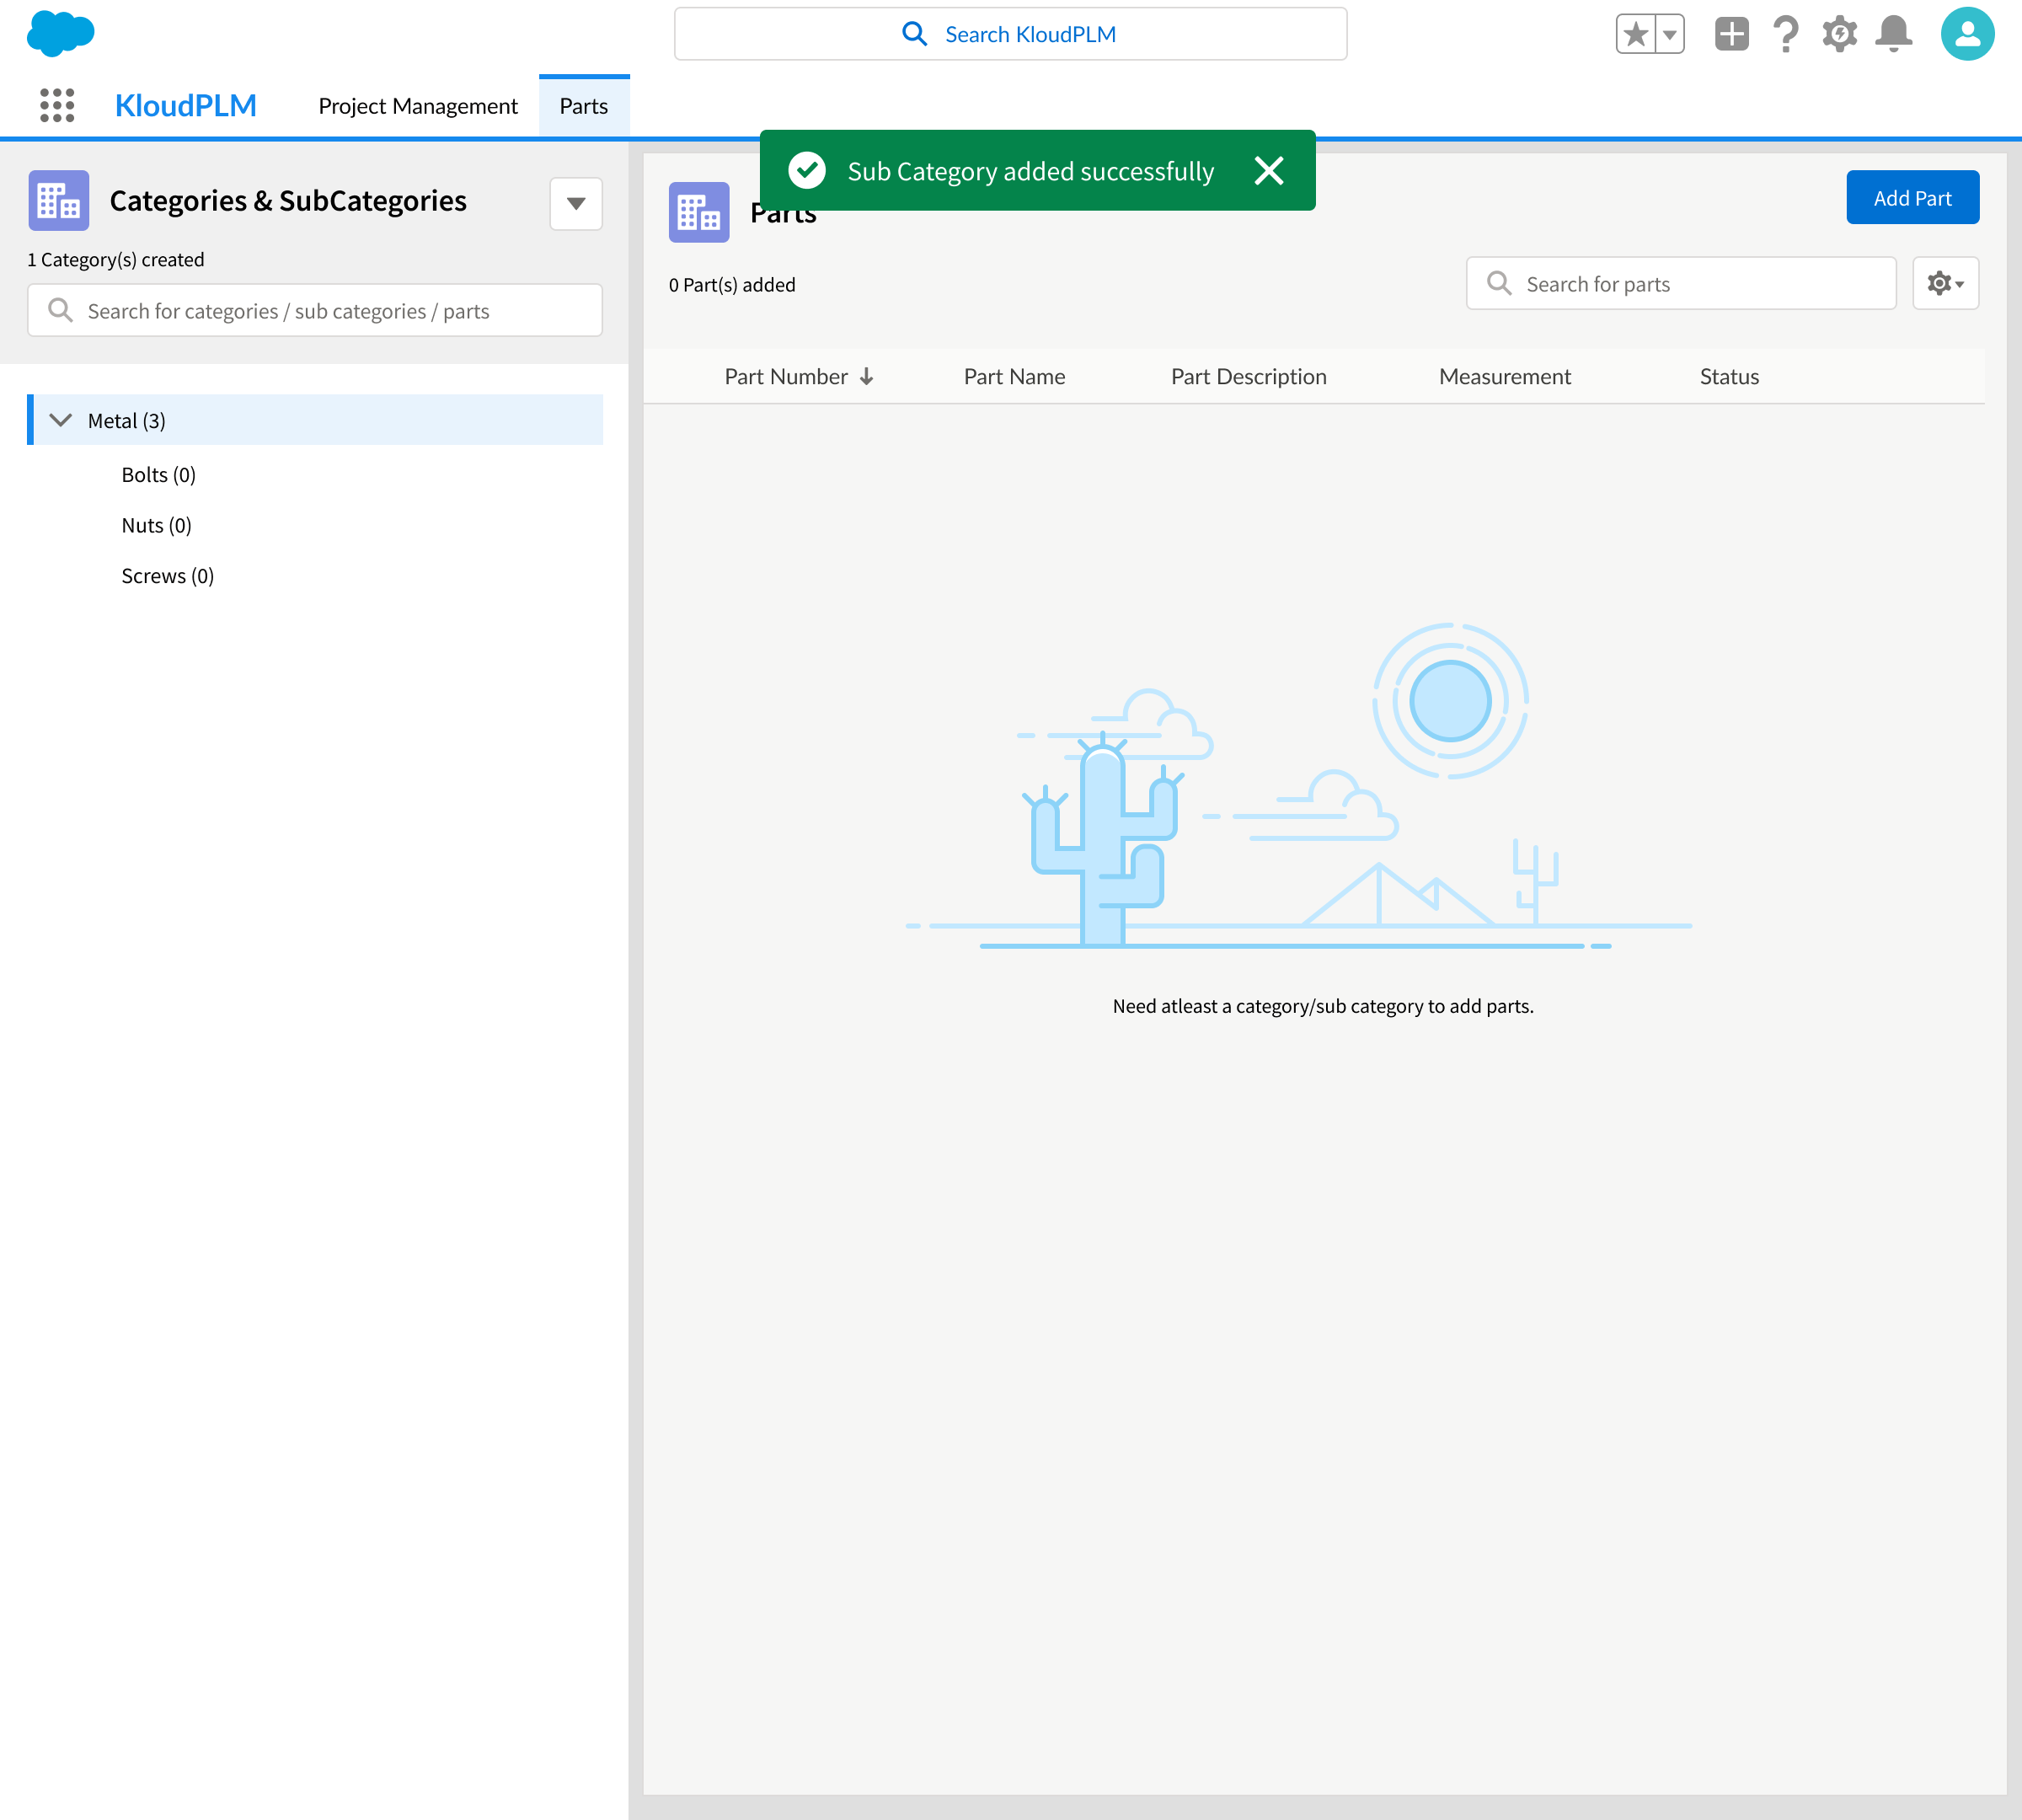 Search KloudPLM
KloudPLM
Project Management
Parts
Sub Category added successfully
Categories & SubCategories
1 Category(s) created
Search for categories / sub categories / parts
Metal (3)
Bolts (0)
Nuts (0)
Screws (0)
Parts
Add Part
0 Part(s) added
Search for parts
Part Number
Part Name
Part Description
Measurement
Status
Need atleast a category/sub category to add parts.